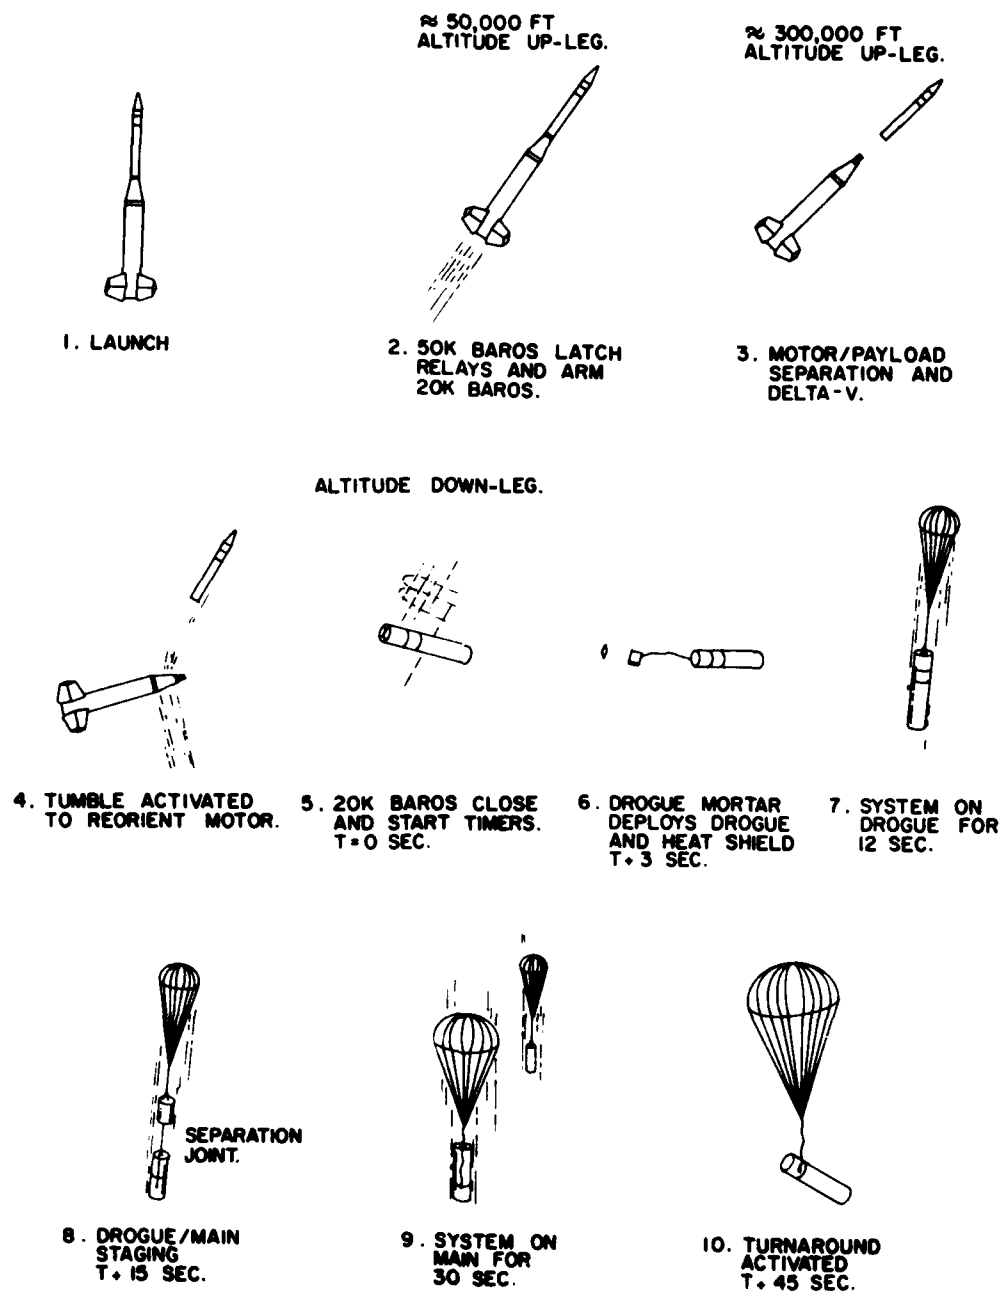 ≈ 50,000 FT
ALTITUDE UP-LEG.
≈ 300,000 FT
ALTITUDE UP-LEG.
1. LAUNCH
2. 50K BAROS LATCH
RELAYS AND ARM
20K BAROS.
3. MOTOR/PAYLOAD
SEPARATION AND
DELTA-V.
ALTITUDE DOWN-LEG.
4. TUMBLE ACTIVATED
TO REORIENT MOTOR.
5. 20K BAROS CLOSE
AND START TIMERS.
T=0 SEC.
6. DROGUE MORTAR
DEPLOYS DROGUE
AND HEAT SHIELD
T+3 SEC.
7. SYSTEM ON
DROGUE FOR
12 SEC.
SEPARATION
JOINT.
8. DROGUE/MAIN
STAGING
T+ 15 SEC.
9. SYSTEM ON
MAIN FOR
30 SEC.
10. TURNAROUND
ACTIVATED
T+ 45 SEC.